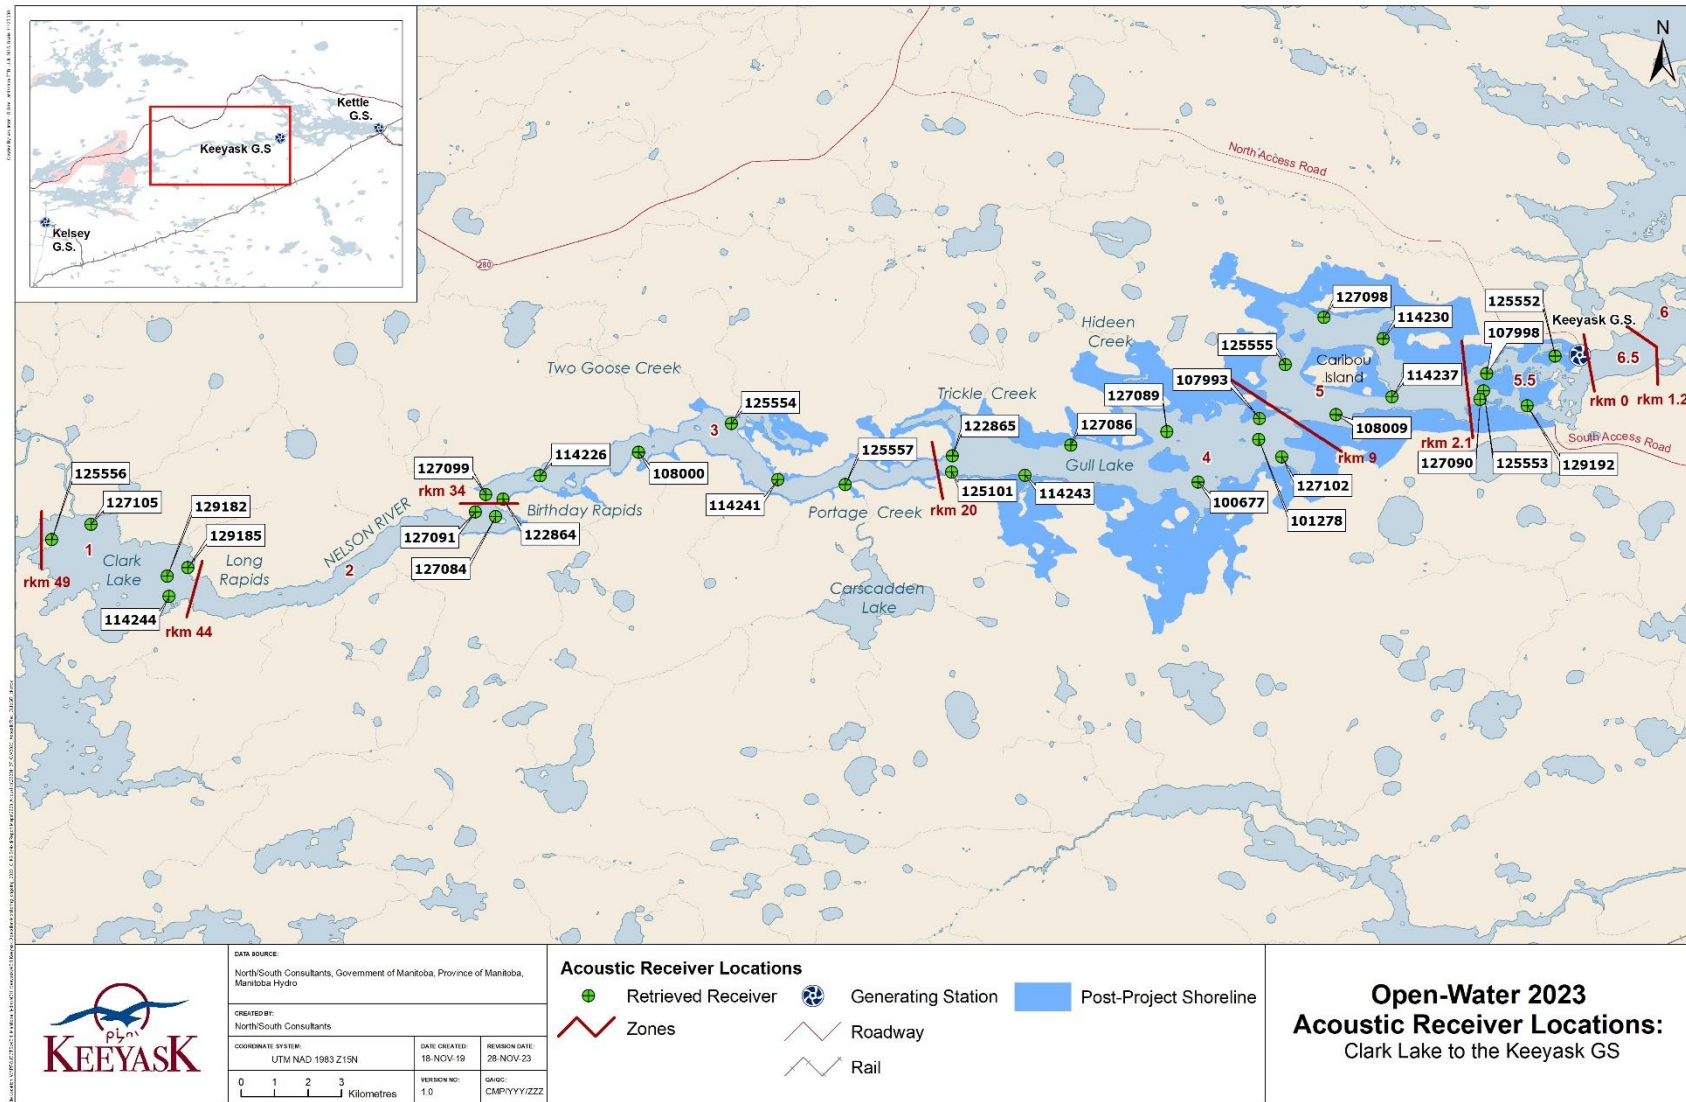 Kettle
G.S.
Keeyask G.S
Kelsey
G.S.
N
North Access Road
280
Hideen
Creek
Two Goose Creek
Trickle Creek
127098
114230
125552
107998
Keeyask G.S.
6
6.5
125555
Caribou
Island
5
5.5
114237
107993
127089
rkm 0
rkm 1.2
125554
3
122865
127086
108009
South Access Road
rkm 2.1
rkm 9
127090
125553
129192
114226
125557
Gull Lake
4
127099
rkm 34
108000
125556
127105
129182
129185
NELSON RIVER
Birthday Rapids
114241
Portage Creek
125101
114243
rkm 20
100677
127102
101278
127091
122864
127084
1
Clark
Lake
Long
Rapids
2
rkm 49
114244
rkm 44
Carscadden
Lake
KEEYASK
DATA SOURCE:
North/South Consultants, Government of Manitoba, Province of Manitoba,
Manitoba Hydro
CREATED BY:
North/South Consultants
COORDINATE SYSTEM:
UTM NAD 1983 Z15N
DATE CREATED:
18-NOV-19
REVISION DATE:
28-NOV-23
0 1 2 3
Kilometres
VERSION NO:
1.0
QA/QC:
CMP/YYY/ZZZ
Acoustic Receiver Locations
Retrieved Receiver
Generating Station
Post-Project Shoreline
Zones
Roadway
Rail
Open-Water 2023
Acoustic Receiver Locations:
Clark Lake to the Keeyask GS